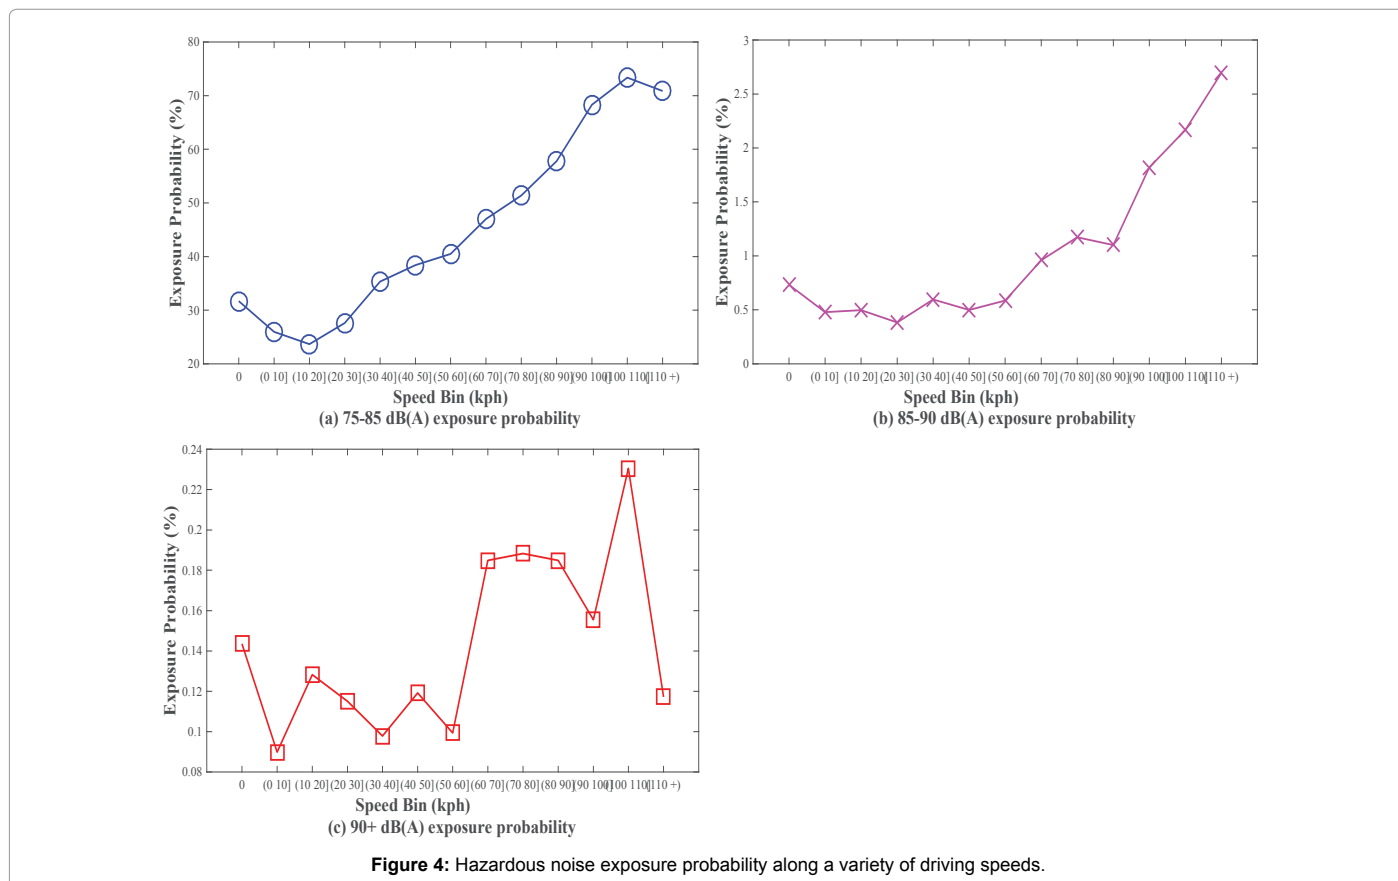 80
70
60
50
40
30
20
Exposure Probability (%)
0 (0 10] (10 20] (20 30] (30 40] (40 50] (50 60] (60 70] (70 80] (80 90] (90 100] (100 110] [110 +)
Speed Bin (kph)
(a) 75-85 dB(A) exposure probability
3
2.5
2
1.5
1
0.5
0
Exposure Probability (%)
0 (0 10] (10 20] (20 30] (30 40] (40 50] (50 60] (60 70] (70 80] (80 90] (90 100] (100 110] [110 +)
Speed Bin (kph)
(b) 85-90 dB(A) exposure probability
0.24
0.22
0.2
0.18
0.16
0.14
0.12
0.1
0.08
Exposure Probability (%)
0 (0 10] (10 20] (20 30] (30 40] (40 50] (50 60] (60 70] (70 80] (80 90] (90 100] (100 110] [110 +)
Speed Bin (kph)
(c) 90+ dB(A) exposure probability
Figure 4: Hazardous noise exposure probability along a variety of driving speeds.